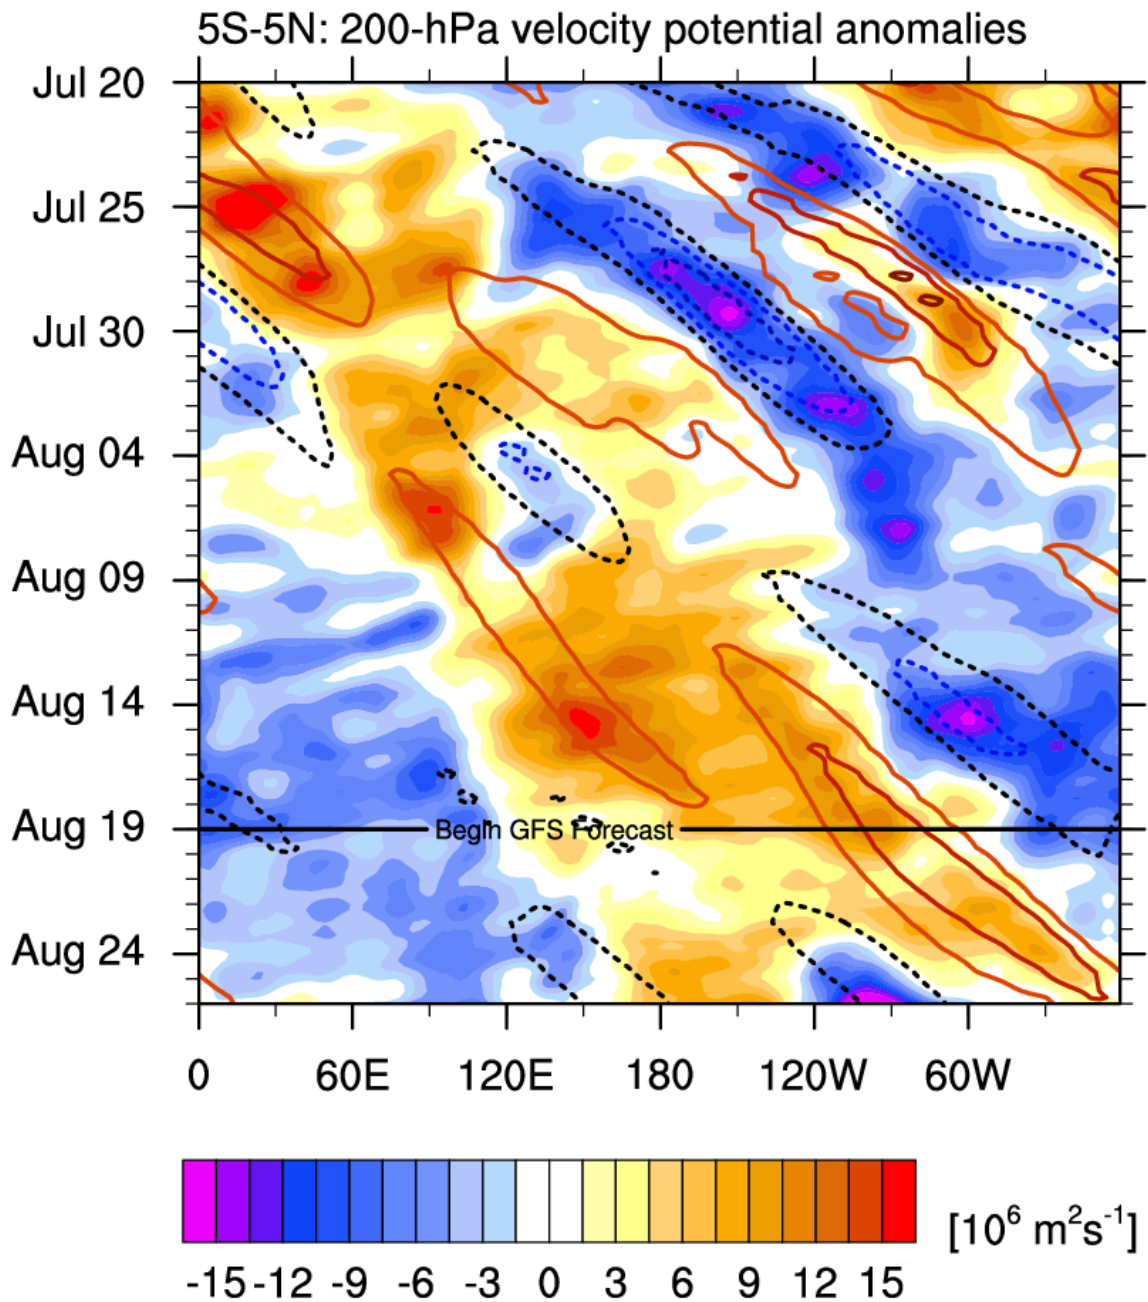 5S-5N: 200-hPa velocity potential anomalies
Jul 20
Jul 25
Jul 30
Aug 04
Aug 09
Aug 14
Aug 19
Begin GFS Forecast
Aug 24
0 60E 120E 180 120W 60W
[10⁶ m²s⁻¹]
-15 -12 -9 -6 -3 0 3 6 9 12 15